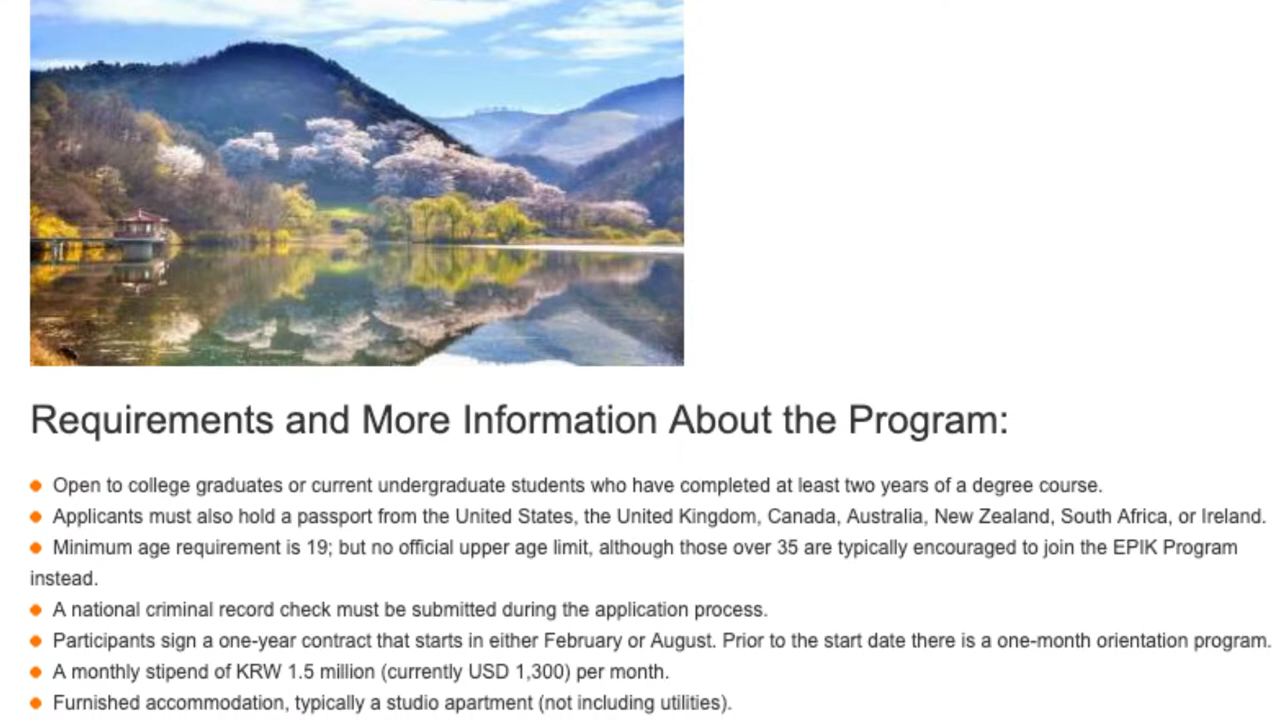 Requirements and More Information About the Program:
Open to college graduates or current undergraduate students who have completed at least two years of a degree course.
Applicants must also hold a passport from the United States, the United Kingdom, Canada, Australia, New Zealand, South Africa, or Ireland.
Minimum age requirement is 19; but no official upper age limit, although those over 35 are typically encouraged to join the EPIK Program
instead.
A national criminal record check must be submitted during the application process.
Participants sign a one-year contract that starts in either February or August. Prior to the start date there is a one-month orientation program.
A monthly stipend of KRW 1.5 million (currently USD 1,300) per month.
Furnished accommodation, typically a studio apartment (not including utilities).